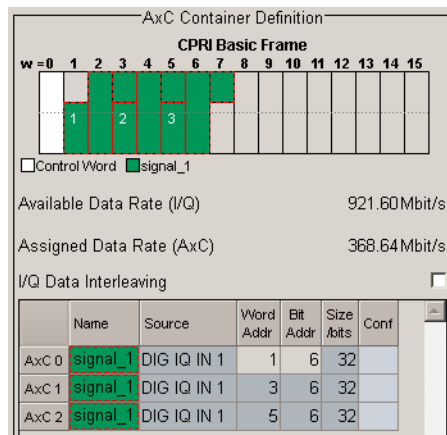 AxC Container Definition
CPRI Basic Frame
w =0 1 2 3 4 5 6 7 8 9 10 11 12 13 14 15
1 2 3
Control Word signal_1
Available Data Rate (I/Q) 921.60 Mbit/s
Assigned Data Rate (AxC) 368.64 Mbit/s
I/Q Data Interleaving
Name Source Word Addr Bit Addr Size /bits Conf
AxC 0 signal_1 DIG IQ IN 1 1 6 32
AxC 1 signal_1 DIG IQ IN 1 3 6 32
AxC 2 signal_1 DIG IQ IN 1 5 6 32